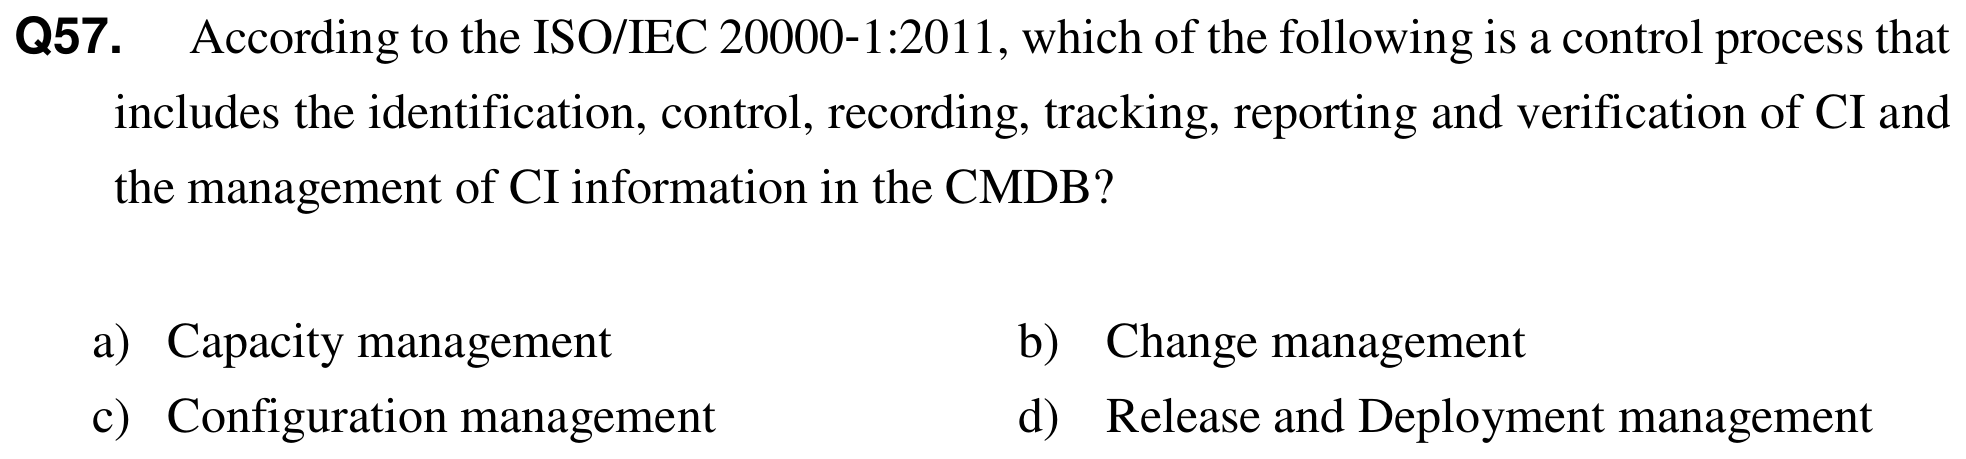 Q57. According to the ISO/IEC 20000-1:2011, which of the following is a control process that
includes the identification, control, recording, tracking, reporting and verification of CI and
the management of CI information in the CMDB?
a) Capacity management b) Change management
c) Configuration management d) Release and Deployment management